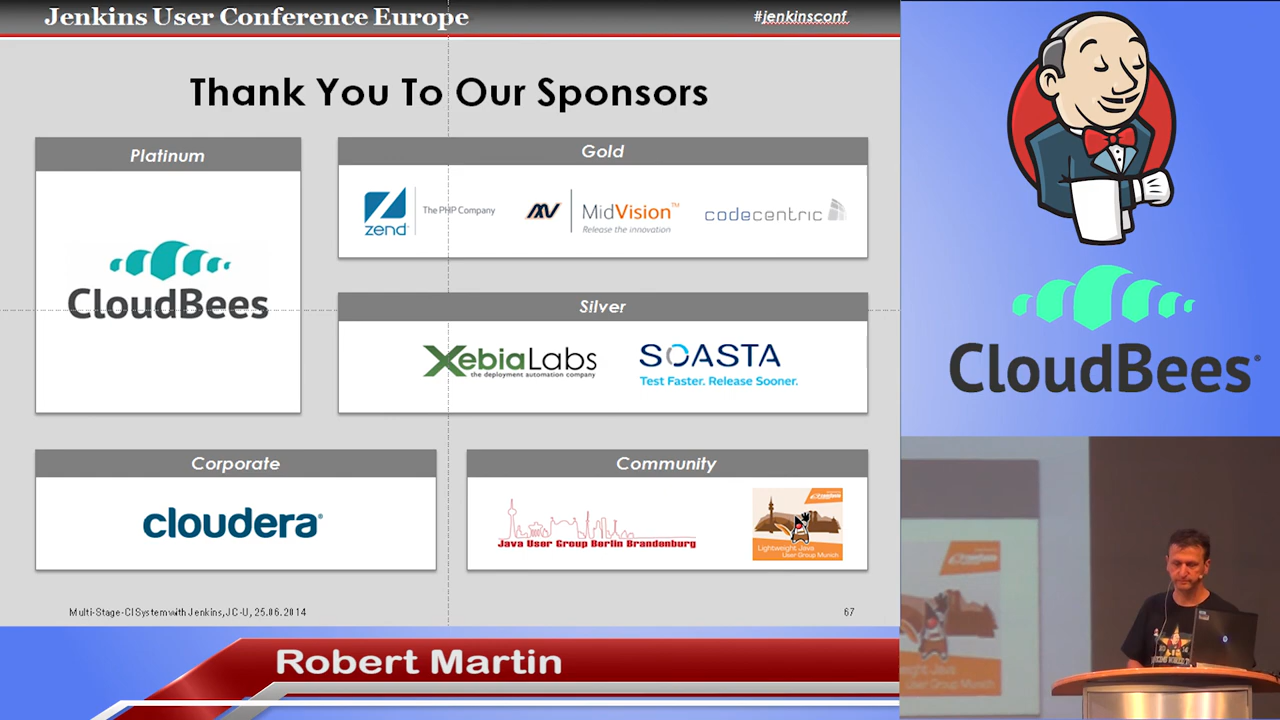 Jenkins User Conference Europe
#jenkinsconf
Thank You To Our Sponsors
Platinum
CloudBees
Gold
zend
The PHP Company
MidVision™
Release the innovation
codecentric
Silver
XebiaLabs
the deployment automation company
SOASTA
Test Faster. Release Sooner.
Corporate
cloudera®
Community
Java User Group Berlin Brandenburg
Lightweight Java
User Group Munich
Multi-Stage-CI System with Jenkins, JC-U, 25.06.2014
67
CloudBees®
Robert Martin